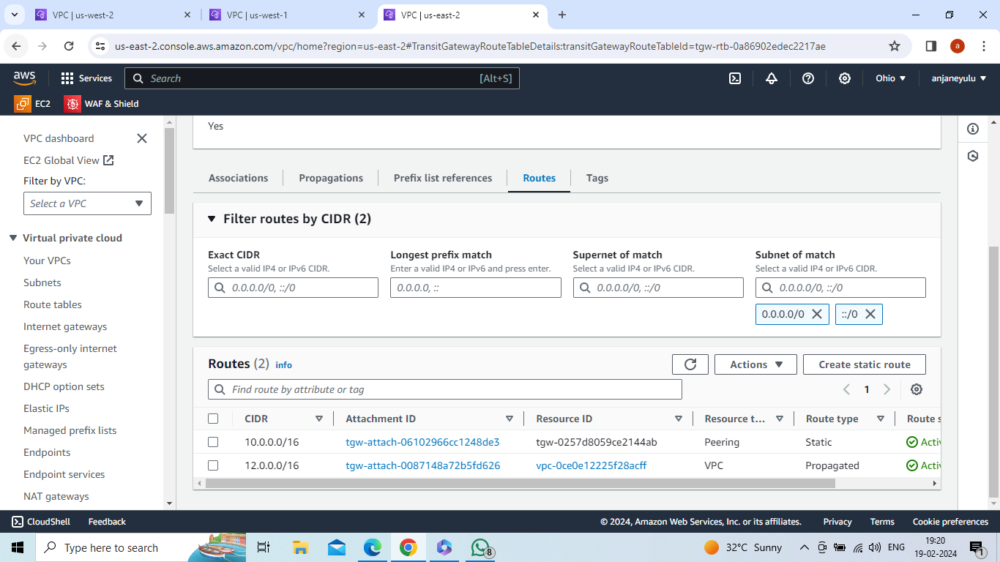 VPC | us-west-2
VPC | us-west-1
VPC | us-east-2
us-east-2.console.aws.amazon.com/vpc/home?region=us-east-2#TransitGatewayRouteTableDetails:transitGatewayRouteTableId=tgw-rtb-0a86902edec2217ae
a
aws
Services
Search
[Alt+S]
Ohio
anjaneyulu
EC2
WAF & Shield
VPC dashboard
EC2 Global View
Filter by VPC:
Select a VPC
Virtual private cloud
Your VPCs
Subnets
Route tables
Internet gateways
Egress-only internet
gateways
DHCP option sets
Elastic IPs
Managed prefix lists
Endpoints
Endpoint services
NAT gateways
Yes
Associations Propagations Prefix list references Routes Tags
Filter routes by CIDR (2)
Exact CIDR
Select a valid IP4 or IPv6 CIDR.
0.0.0.0/0, ::/0
Longest prefix match
Enter a valid IP4 or IPv6 and press enter.
0.0.0.0, ::
Supernet of match
Select a valid IP4 or IPv6 CIDR.
0.0.0.0/0, ::/0
Subnet of match
Select a valid IP4 or IPv6 CIDR.
0.0.0.0/0, ::/0
0.0.0.0/0 ::/0
Routes (2) info
Actions
Create static route
Find route by attribute or tag
1
CIDR Attachment ID Resource ID Resource t... Route type Route s
10.0.0.0/16 tgw-attach-06102966cc1248de3 tgw-0257d8059ce2144ab Peering Static Activ
12.0.0.0/16 tgw-attach-0087148a72b5fd626 vpc-0ce0e12225f28acff VPC Propagated Activ
CloudShell Feedback © 2024, Amazon Web Services, Inc. or its affiliates. Privacy Terms Cookie preferences
Type here to search
8
32°C Sunny
ENG
19:20
19-02-2024
1